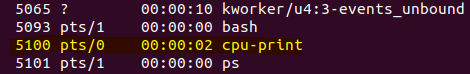 5065 ? 00:00:10 kworker/u4:3-events_unbound
5093 pts/1 00:00:00 bash
5100 pts/0 00:00:02 cpu-print
5101 pts/1 00:00:00 ps